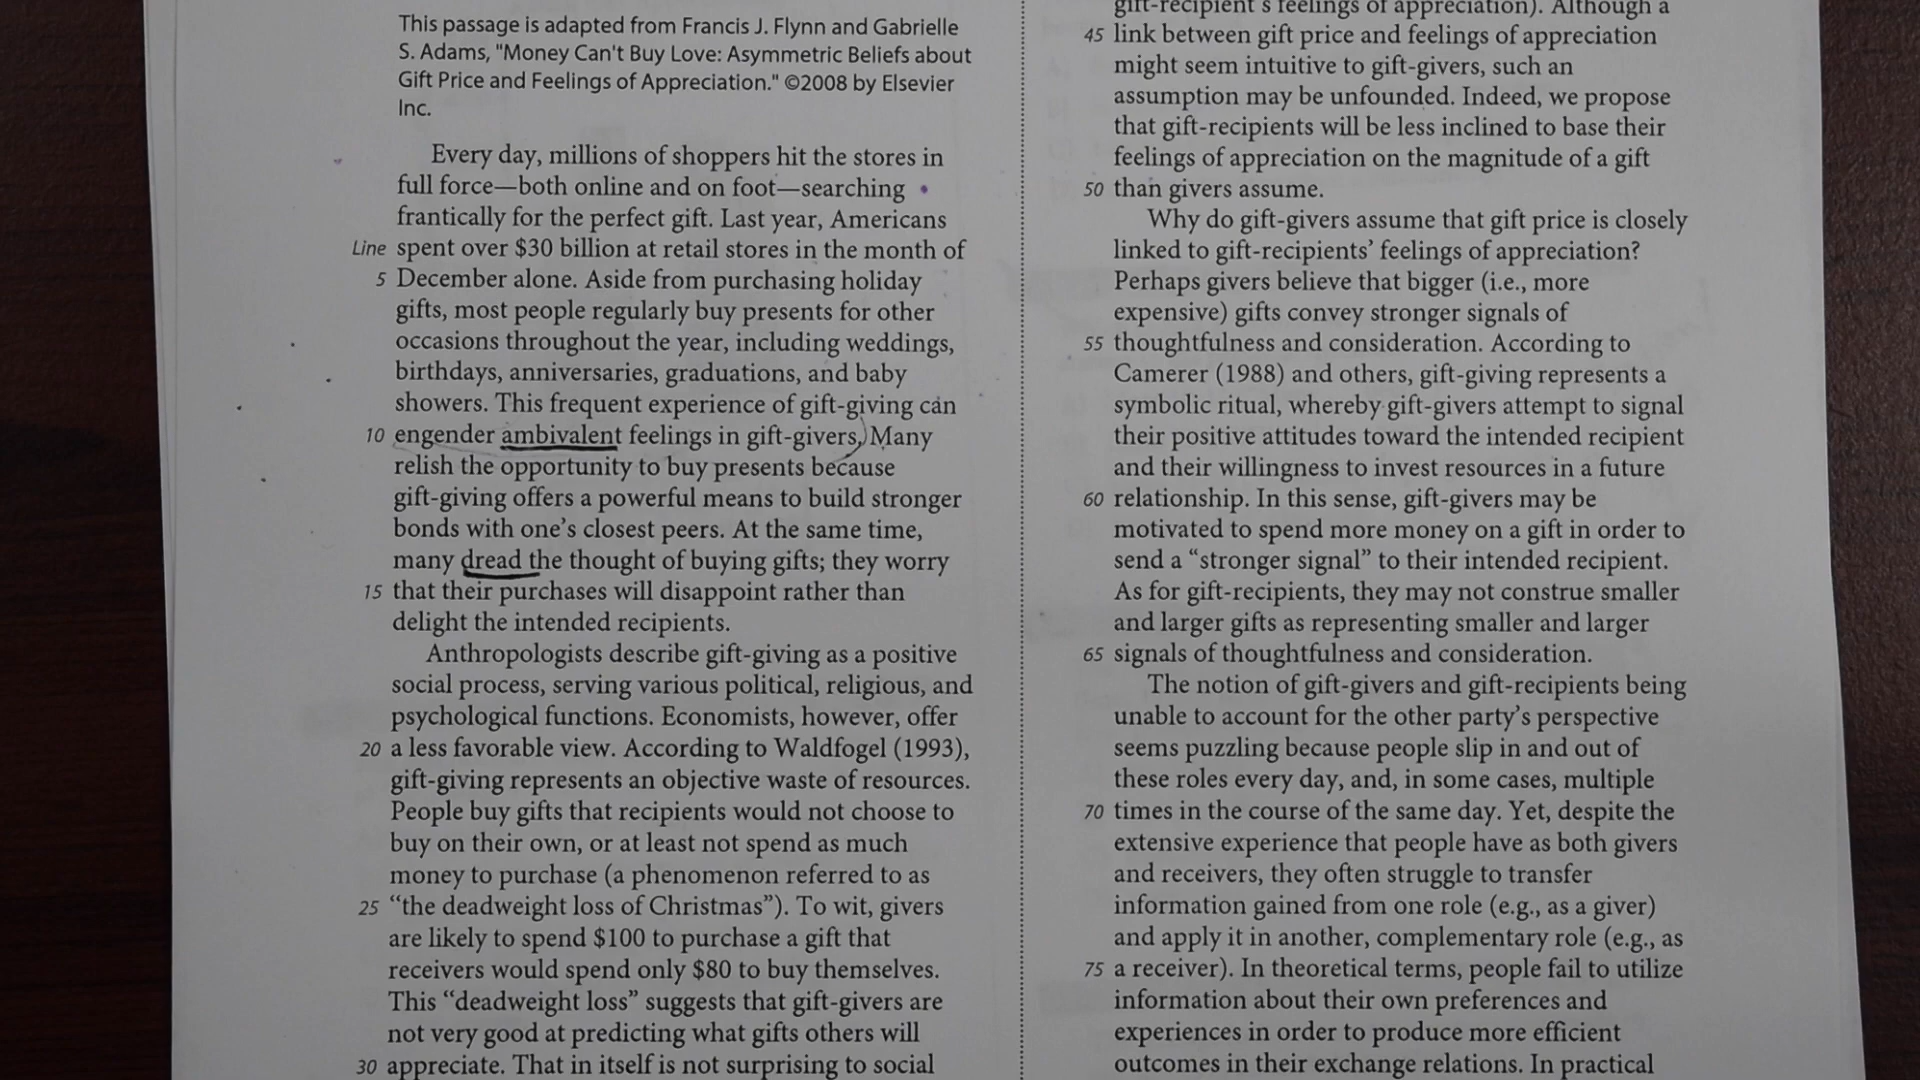 This passage is adapted from Francis J. Flynn and Gabrielle
S. Adams, "Money Can't Buy Love: Asymmetric Beliefs about
Gift Price and Feelings of Appreciation." ©2008 by Elsevier
Inc.
Every day, millions of shoppers hit the stores in
full force—both online and on foot—searching
frantically for the perfect gift. Last year, Americans
Line spent over $30 billion at retail stores in the month of
5 December alone. Aside from purchasing holiday
gifts, most people regularly buy presents for other
occasions throughout the year, including weddings,
birthdays, anniversaries, graduations, and baby
showers. This frequent experience of gift-giving can
10 engender ambivalent feelings in gift-givers. Many
relish the opportunity to buy presents because
gift-giving offers a powerful means to build stronger
bonds with one's closest peers. At the same time,
many dread the thought of buying gifts; they worry
15 that their purchases will disappoint rather than
delight the intended recipients.
Anthropologists describe gift-giving as a positive
social process, serving various political, religious, and
psychological functions. Economists, however, offer
20 a less favorable view. According to Waldfogel (1993),
gift-giving represents an objective waste of resources.
People buy gifts that recipients would not choose to
buy on their own, or at least not spend as much
money to purchase (a phenomenon referred to as
25 "the deadweight loss of Christmas"). To wit, givers
are likely to spend $100 to purchase a gift that
receivers would spend only $80 to buy themselves.
This "deadweight loss" suggests that gift-givers are
not very good at predicting what gifts others will
30 appreciate. That in itself is not surprising to social
gift-recipient's feelings of appreciation). Although a
45 link between gift price and feelings of appreciation
might seem intuitive to gift-givers, such an
assumption may be unfounded. Indeed, we propose
that gift-recipients will be less inclined to base their
feelings of appreciation on the magnitude of a gift
50 than givers assume.
Why do gift-givers assume that gift price is closely
linked to gift-recipients' feelings of appreciation?
Perhaps givers believe that bigger (i.e., more
expensive) gifts convey stronger signals of
55 thoughtfulness and consideration. According to
Camerer (1988) and others, gift-giving represents a
symbolic ritual, whereby gift-givers attempt to signal
their positive attitudes toward the intended recipient
and their willingness to invest resources in a future
60 relationship. In this sense, gift-givers may be
motivated to spend more money on a gift in order to
send a "stronger signal" to their intended recipient.
As for gift-recipients, they may not construe smaller
and larger gifts as representing smaller and larger
65 signals of thoughtfulness and consideration.
The notion of gift-givers and gift-recipients being
unable to account for the other party's perspective
seems puzzling because people slip in and out of
these roles every day, and, in some cases, multiple
70 times in the course of the same day. Yet, despite the
extensive experience that people have as both givers
and receivers, they often struggle to transfer
information gained from one role (e.g., as a giver)
and apply it in another, complementary role (e.g., as
75 a receiver). In theoretical terms, people fail to utilize
information about their own preferences and
experiences in order to produce more efficient
outcomes in their exchange relations. In practical